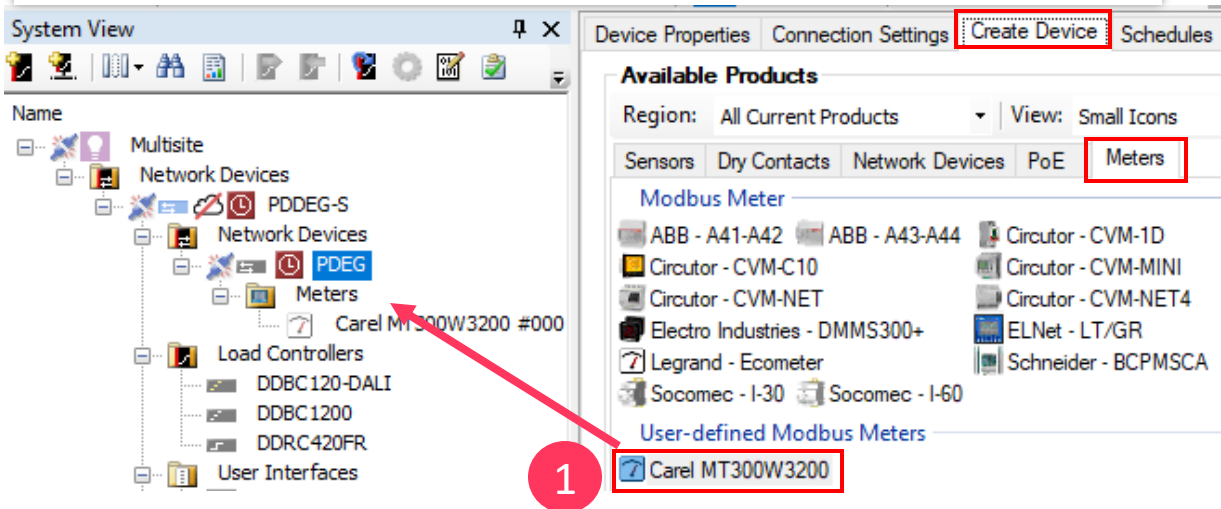 System View
Name
Multisite
Network Devices
PDDEG-S
Network Devices
PDEG
Meters
Carel MT300W3200 #000
Load Controllers
DDBC120-DALI
DDBC1200
DDRC420FR
User Interfaces
Device Properties Connection Settings Create Device Schedules
Available Products
Region: All Current Products View: Small Icons
Sensors Dry Contacts Network Devices PoE Meters
Modbus Meter
ABB - A41-A42 ABB - A43-A44 Circutor - CVM-1D
Circutor - CVM-C10 Circutor - CVM-MINI
Circutor - CVM-NET Circutor - CVM-NET4
Electro Industries - DMMS300+ ELNet - LT/GR
Legrand - Ecometer Schneider - BCPMSCA
Socomec - I-30 Socomec - I-60
User-defined Modbus Meters
Carel MT300W3200
1